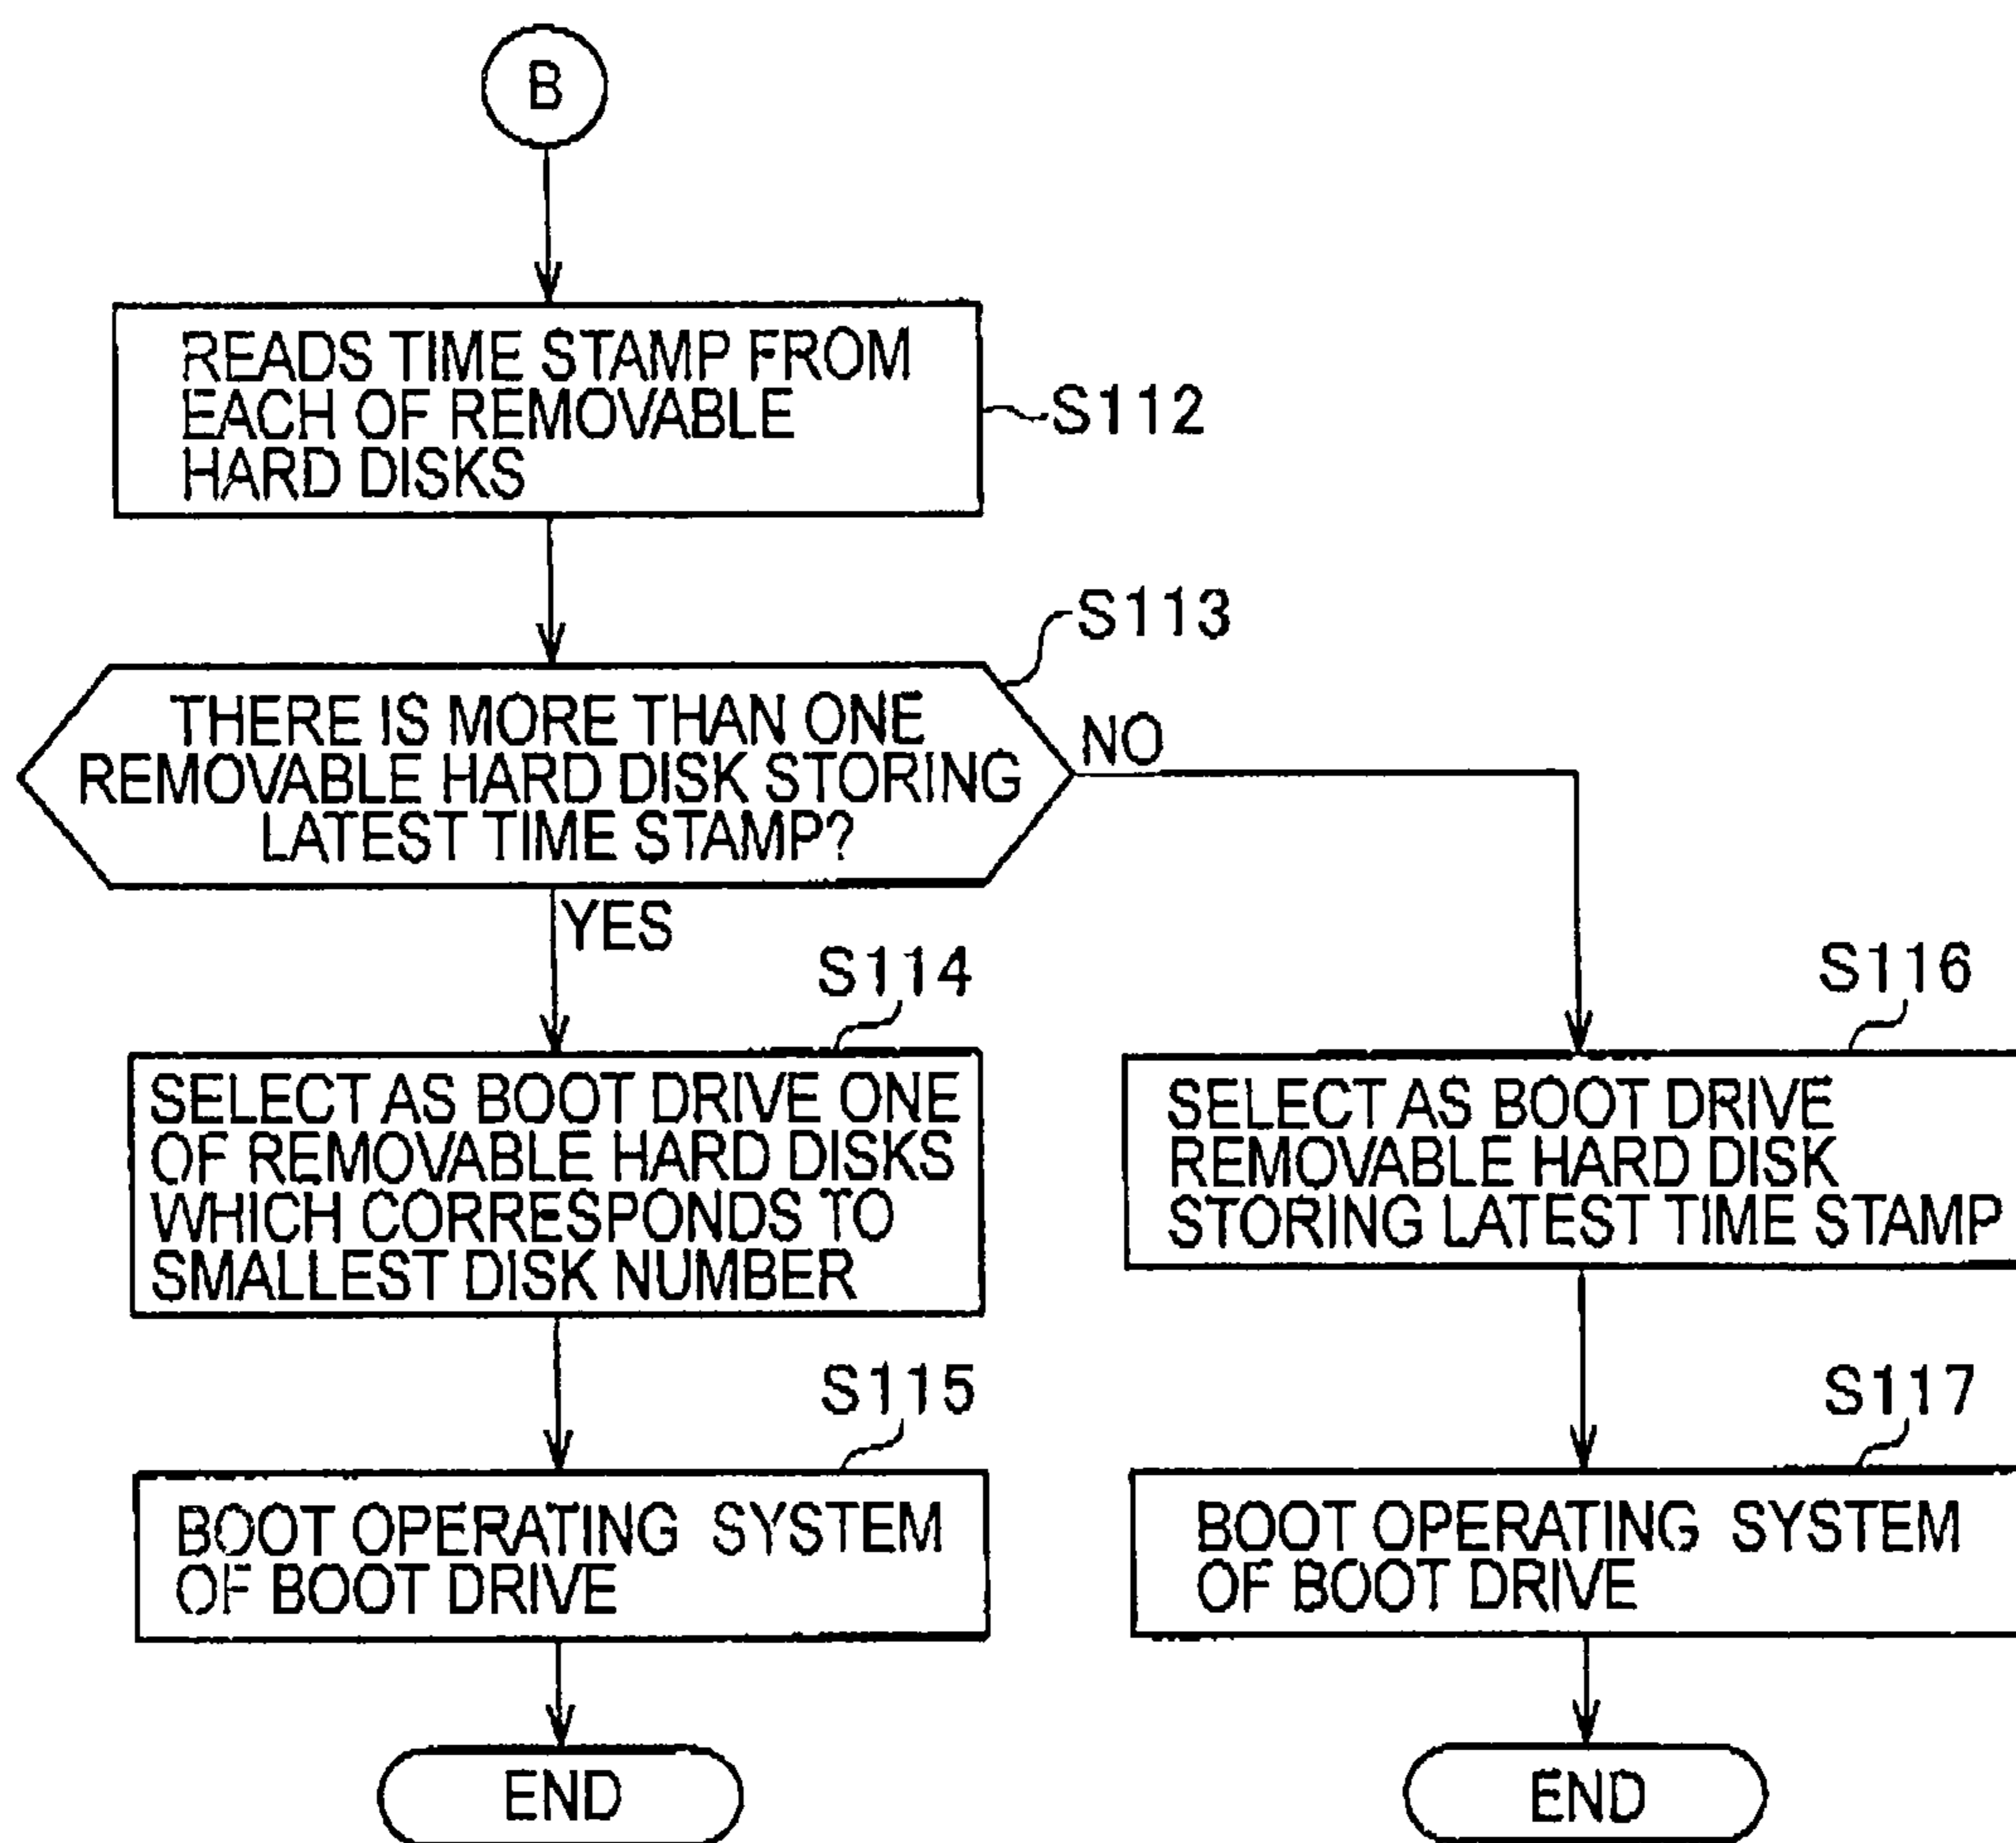 B
READS TIME STAMP FROM
EACH OF REMOVABLE
HARD DISKS
S112
S113
THERE IS MORE THAN ONE
REMOVABLE HARD DISK STORING
LATEST TIME STAMP?
NO
YES
S114
SELECT AS BOOT DRIVE ONE
OF REMOVABLE HARD DISKS
WHICH CORRESPONDS TO
SMALLEST DISK NUMBER
S116
SELECT AS BOOT DRIVE
REMOVABLE HARD DISK
STORING LATEST TIME STAMP
S115
BOOT OPERATING SYSTEM
OF BOOT DRIVE
S117
BOOT OPERATING SYSTEM
OF BOOT DRIVE
END
END